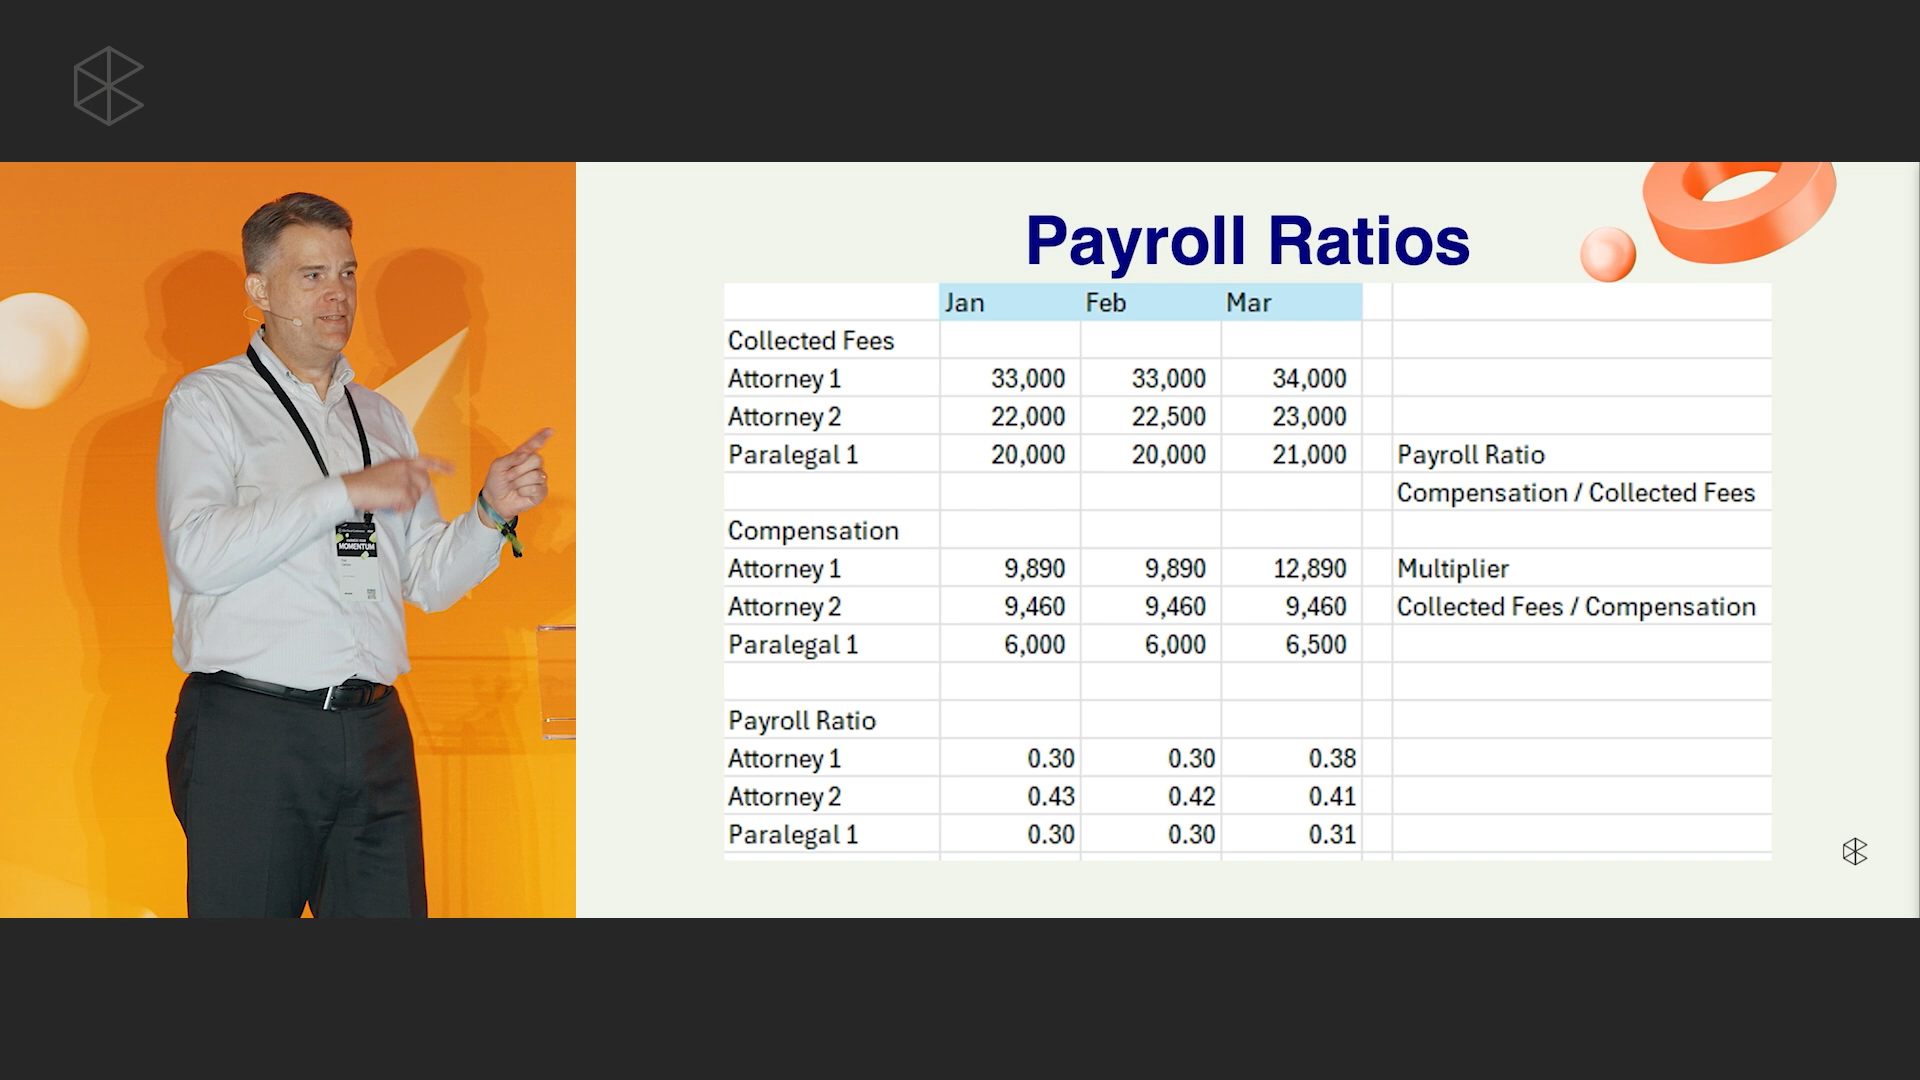 Payroll Ratios
Jan Feb Mar
Collected Fees
Attorney 1 33,000 33,000 34,000
Attorney 2 22,000 22,500 23,000
Paralegal 1 20,000 20,000 21,000 Payroll Ratio
Compensation / Collected Fees
Compensation
Attorney 1 9,890 9,890 12,890 Multiplier
Attorney 2 9,460 9,460 9,460 Collected Fees / Compensation
Paralegal 1 6,000 6,000 6,500
Payroll Ratio
Attorney 1 0.30 0.30 0.38
Attorney 2 0.43 0.42 0.41
Paralegal 1 0.30 0.30 0.31
MOMENTUM